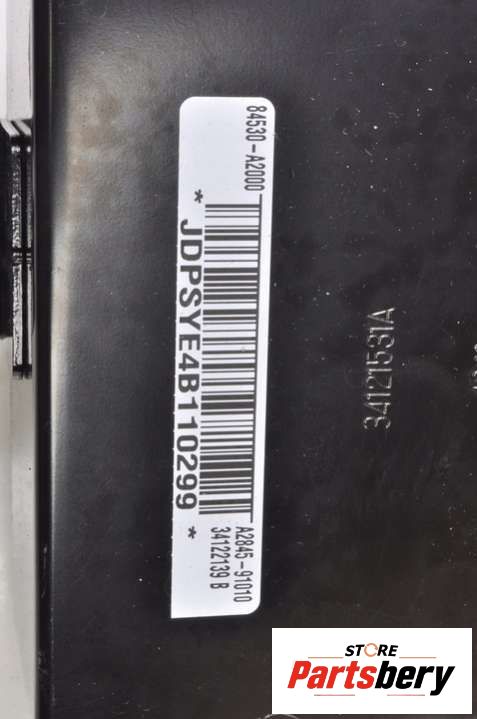 84530-A2000
A2845-91010
* JDPSYE4B110299 *
34122139 B
34121531A
STORE
Partsbery